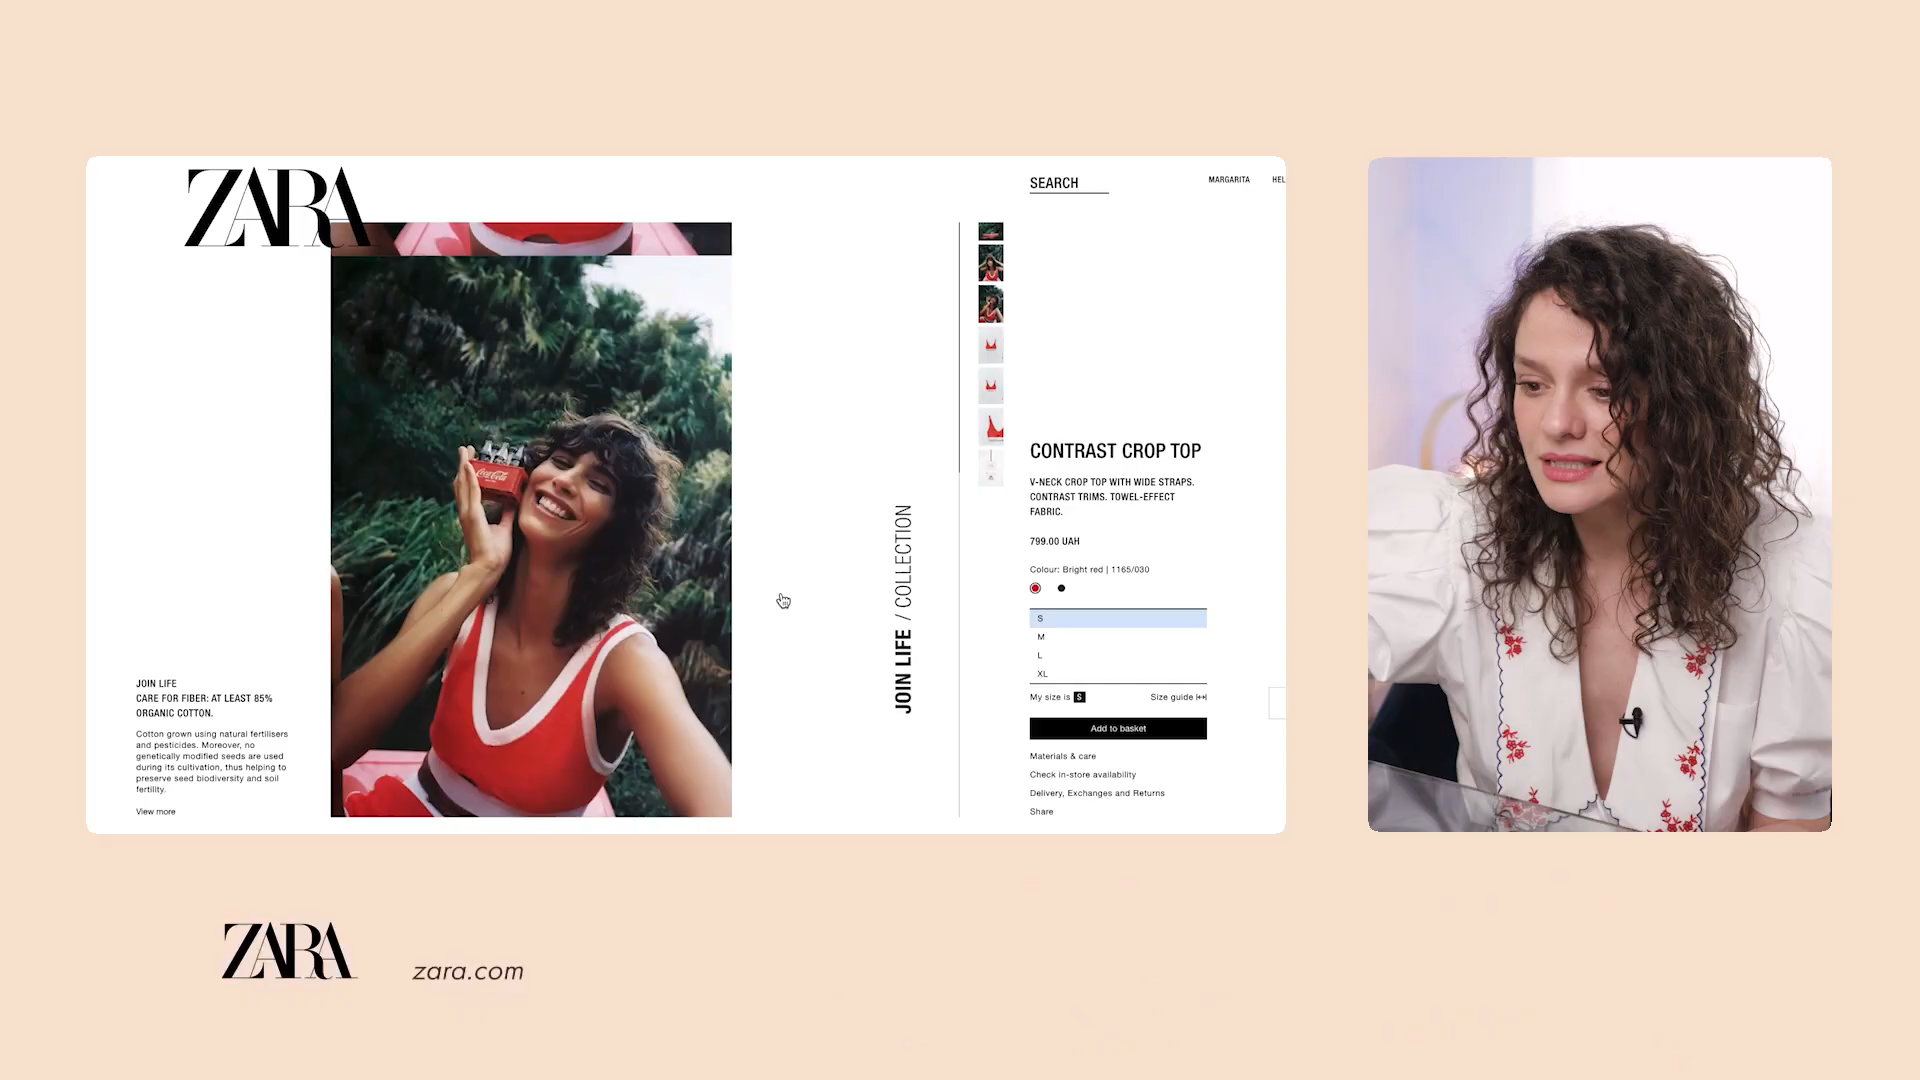 ZARA
SEARCH
MARGARITA
HEL
Coca-Cola
JOIN LIFE
CARE FOR FIBER: AT LEAST 85%
ORGANIC COTTON.
Cotton grown using natural fertilisers
and pesticides. Moreover, no
genetically modified seeds are used
during its cultivation, thus helping to
preserve seed biodiversity and soil
fertility.
View more
JOIN LIFE / COLLECTION
CONTRAST CROP TOP
V-NECK CROP TOP WITH WIDE STRAPS.
CONTRAST TRIMS. TOWEL-EFFECT
FABRIC.
799.00 UAH
Colour: Bright red | 1165/030
S
M
L
XL
My size is S
Size guide
Add to basket
Materials & care
Check in-store availability
Delivery, Exchanges and Returns
Share
ZARA
zara.com